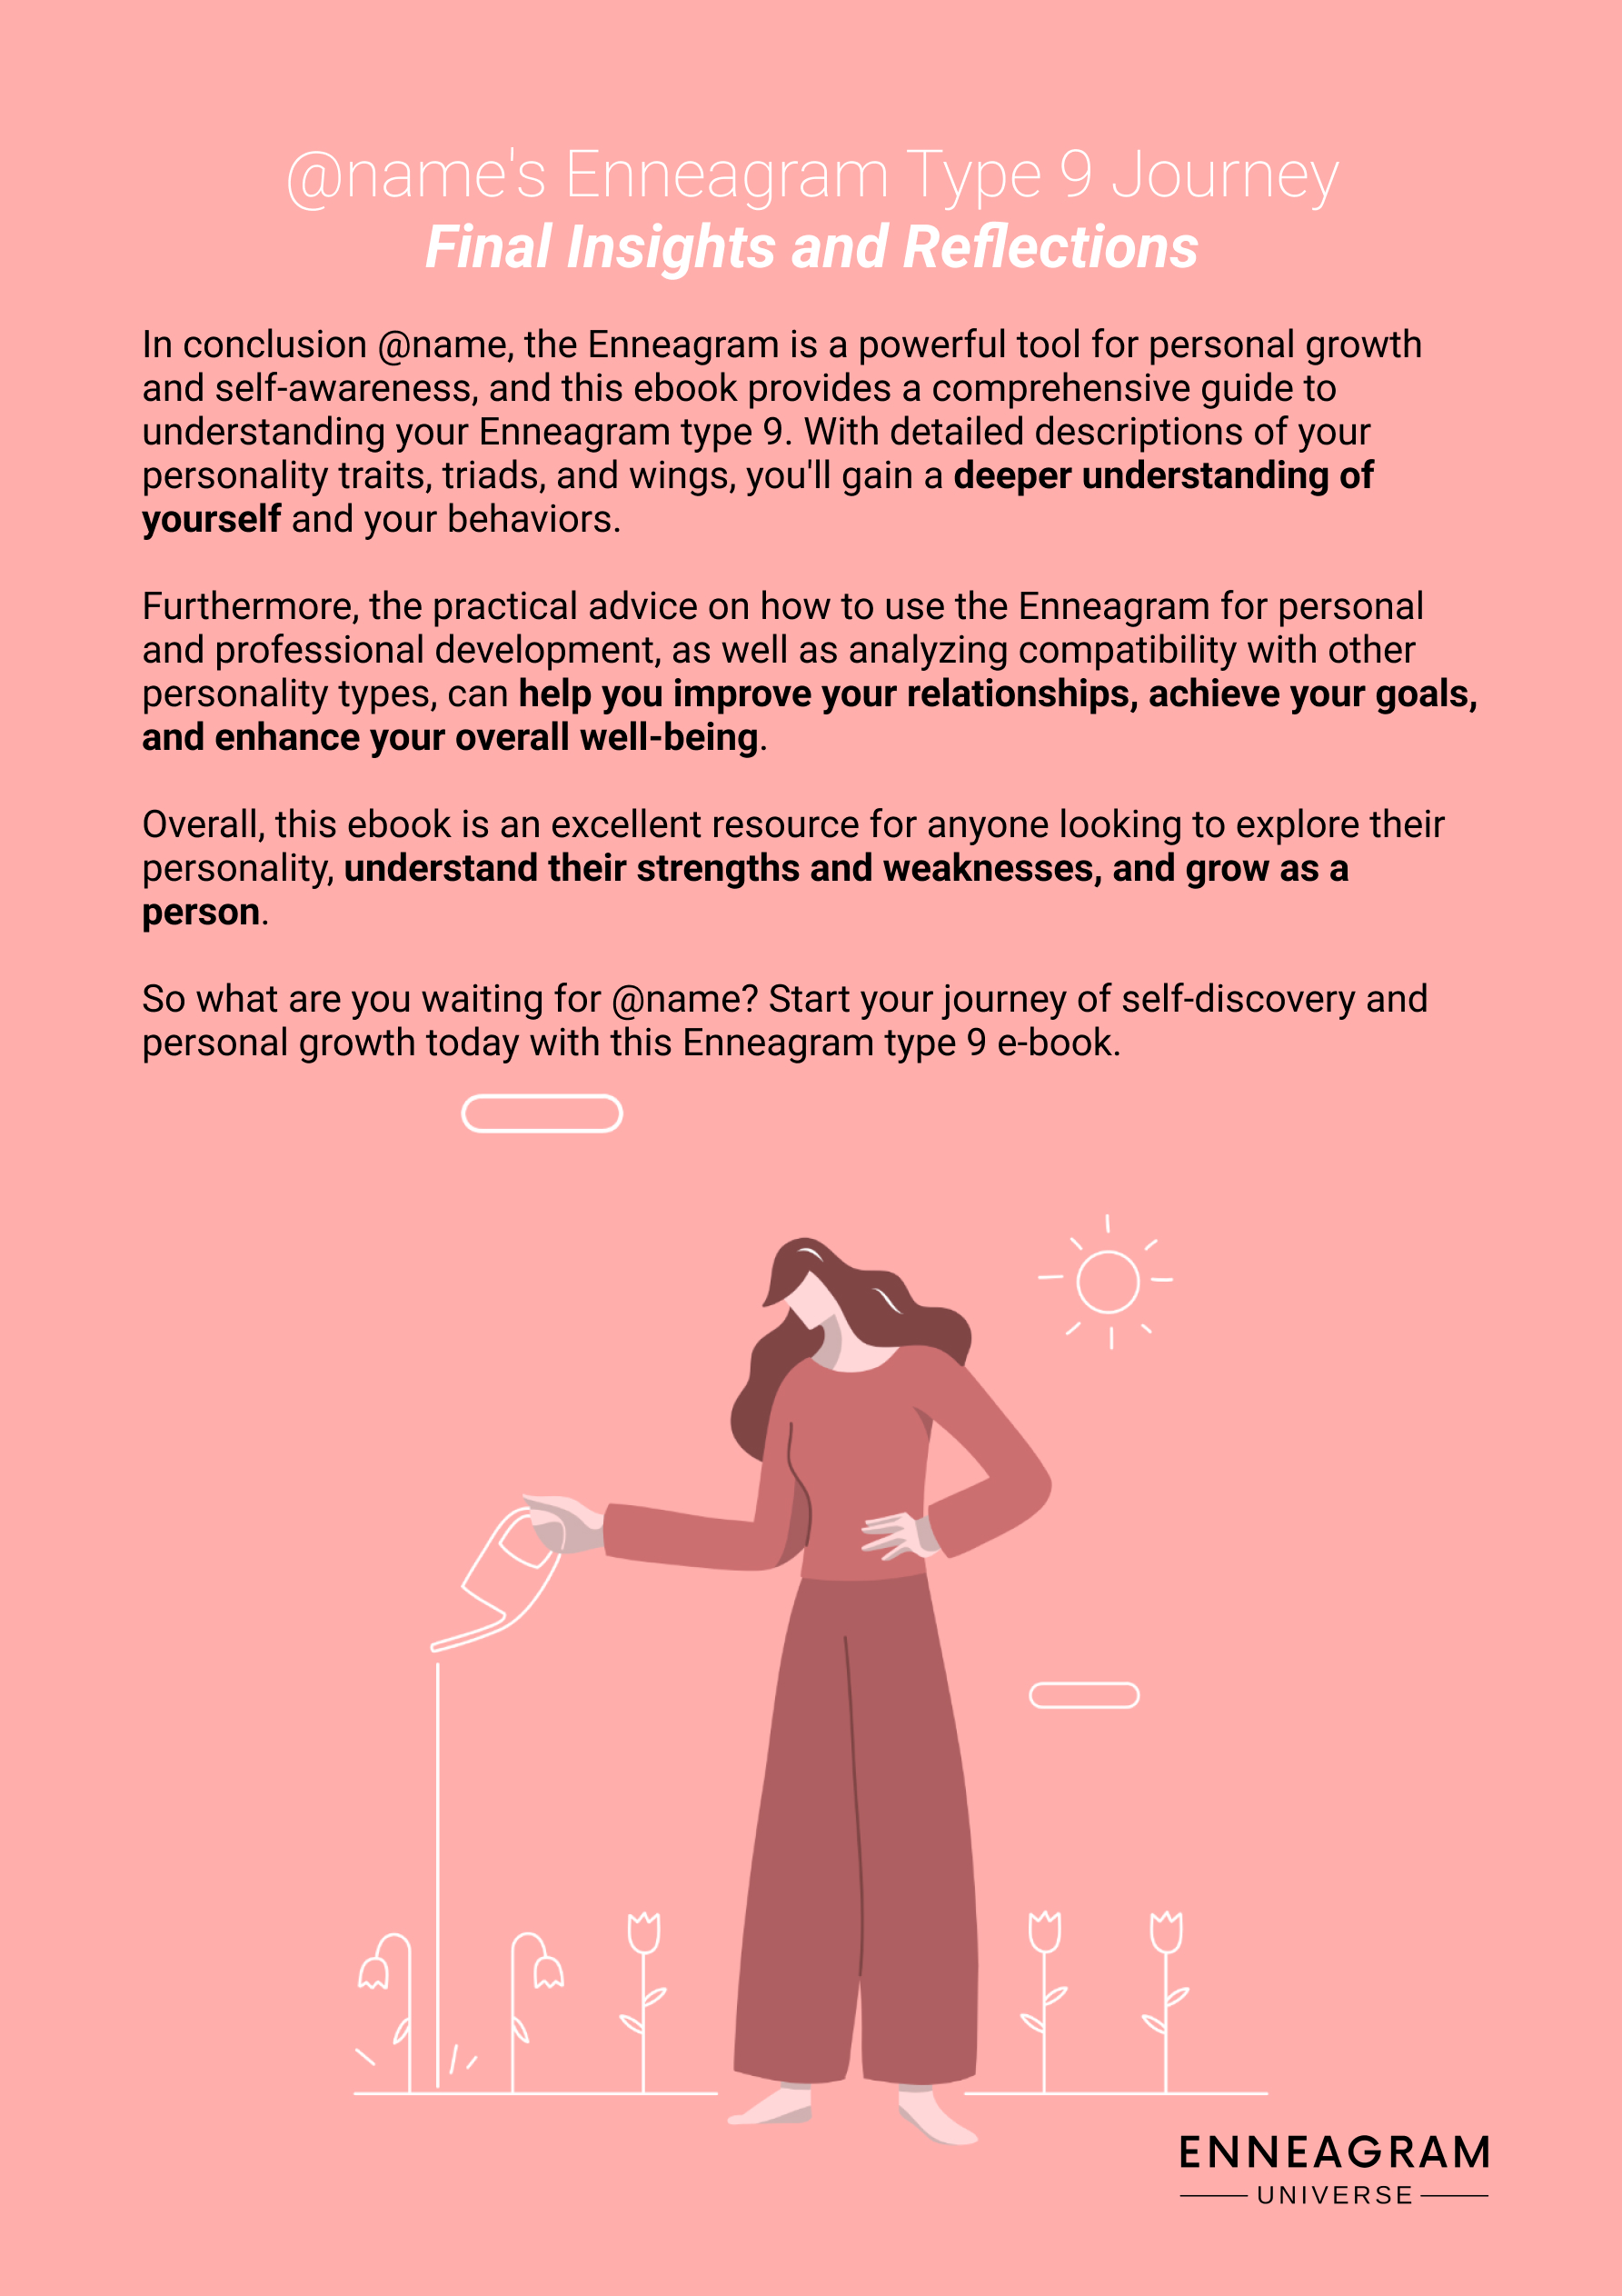 @name's Enneagram Type 9 Journey
Final Insights and Reflections
In conclusion @name, the Enneagram is a powerful tool for personal growth
and self-awareness, and this ebook provides a comprehensive guide to
understanding your Enneagram type 9. With detailed descriptions of your
personality traits, triads, and wings, you'll gain a deeper understanding of
yourself and your behaviors.
Furthermore, the practical advice on how to use the Enneagram for personal
and professional development, as well as analyzing compatibility with other
personality types, can help you improve your relationships, achieve your goals,
and enhance your overall well-being.
Overall, this ebook is an excellent resource for anyone looking to explore their
personality, understand their strengths and weaknesses, and grow as a
person.
So what are you waiting for @name? Start your journey of self-discovery and
personal growth today with this Enneagram type 9 e-book.
ENNEAGRAM
UNIVERSE